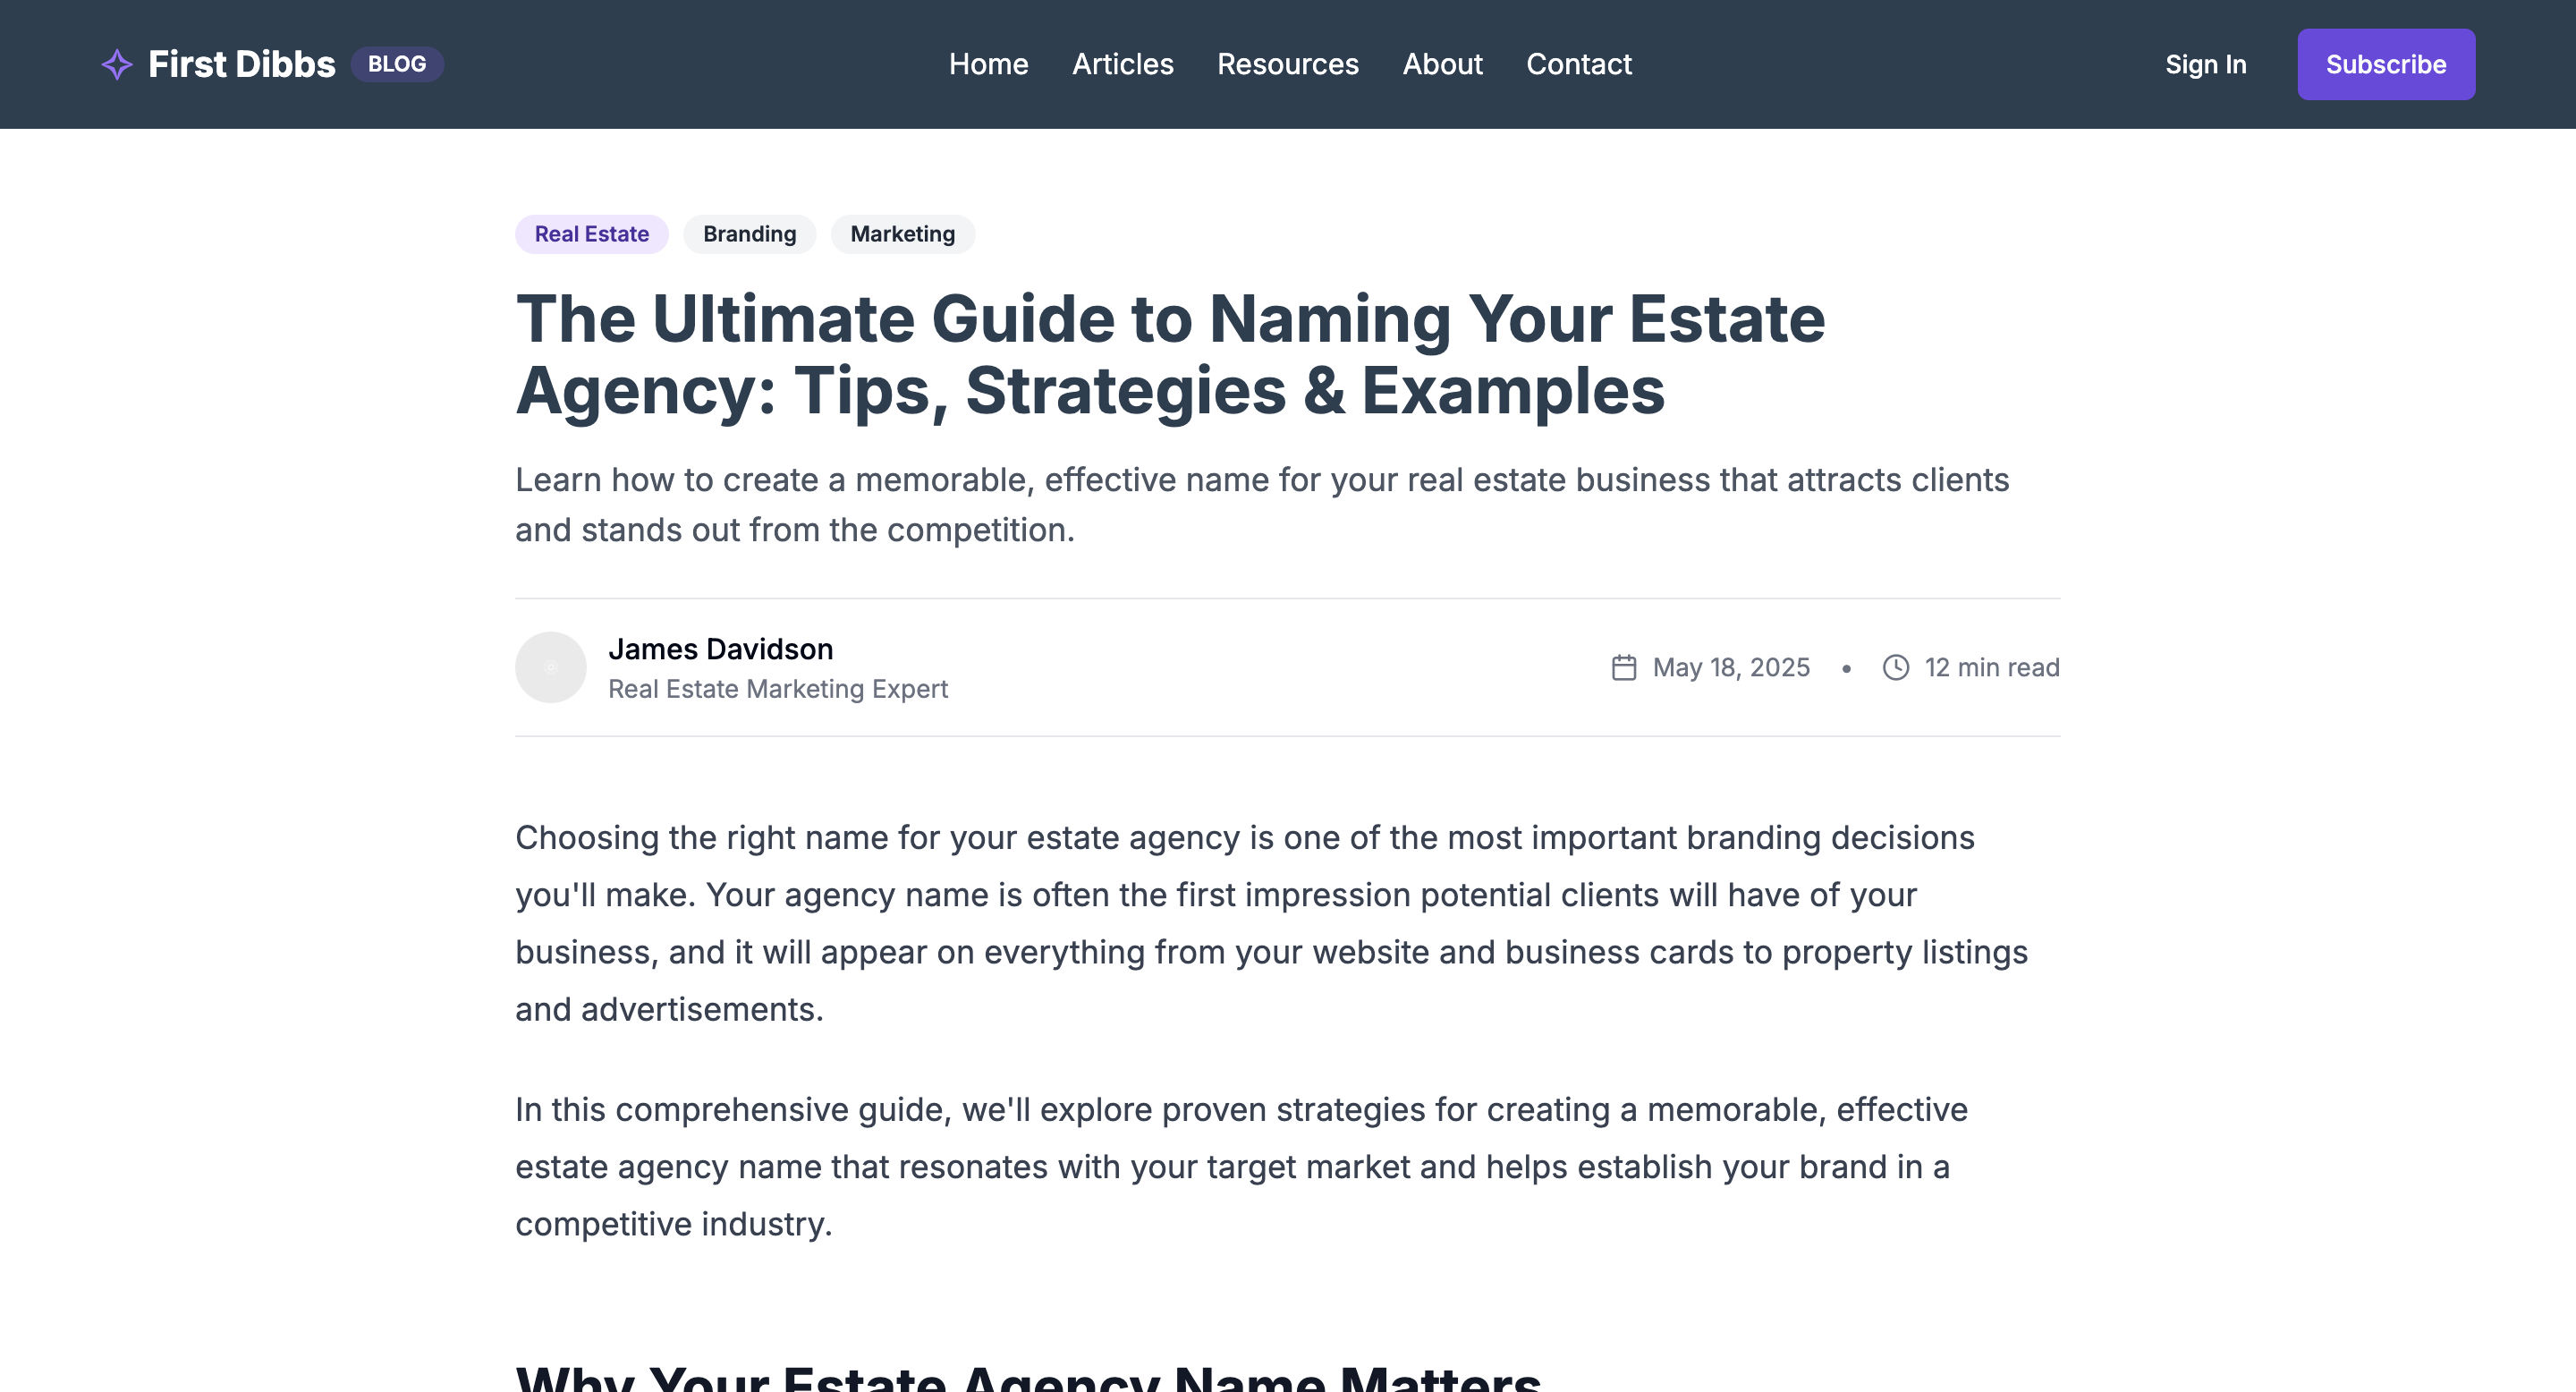 First Dibbs BLOG
Home Articles Resources About Contact
Sign In Subscribe
Real Estate Branding Marketing
The Ultimate Guide to Naming Your Estate
Agency: Tips, Strategies & Examples
Learn how to create a memorable, effective name for your real estate business that attracts clients
and stands out from the competition.
James Davidson
Real Estate Marketing Expert
May 18, 2025 • 12 min read
Choosing the right name for your estate agency is one of the most important branding decisions
you'll make. Your agency name is often the first impression potential clients will have of your
business, and it will appear on everything from your website and business cards to property listings
and advertisements.
In this comprehensive guide, we'll explore proven strategies for creating a memorable, effective
estate agency name that resonates with your target market and helps establish your brand in a
competitive industry.
Why Your Estate Agency Name Matters